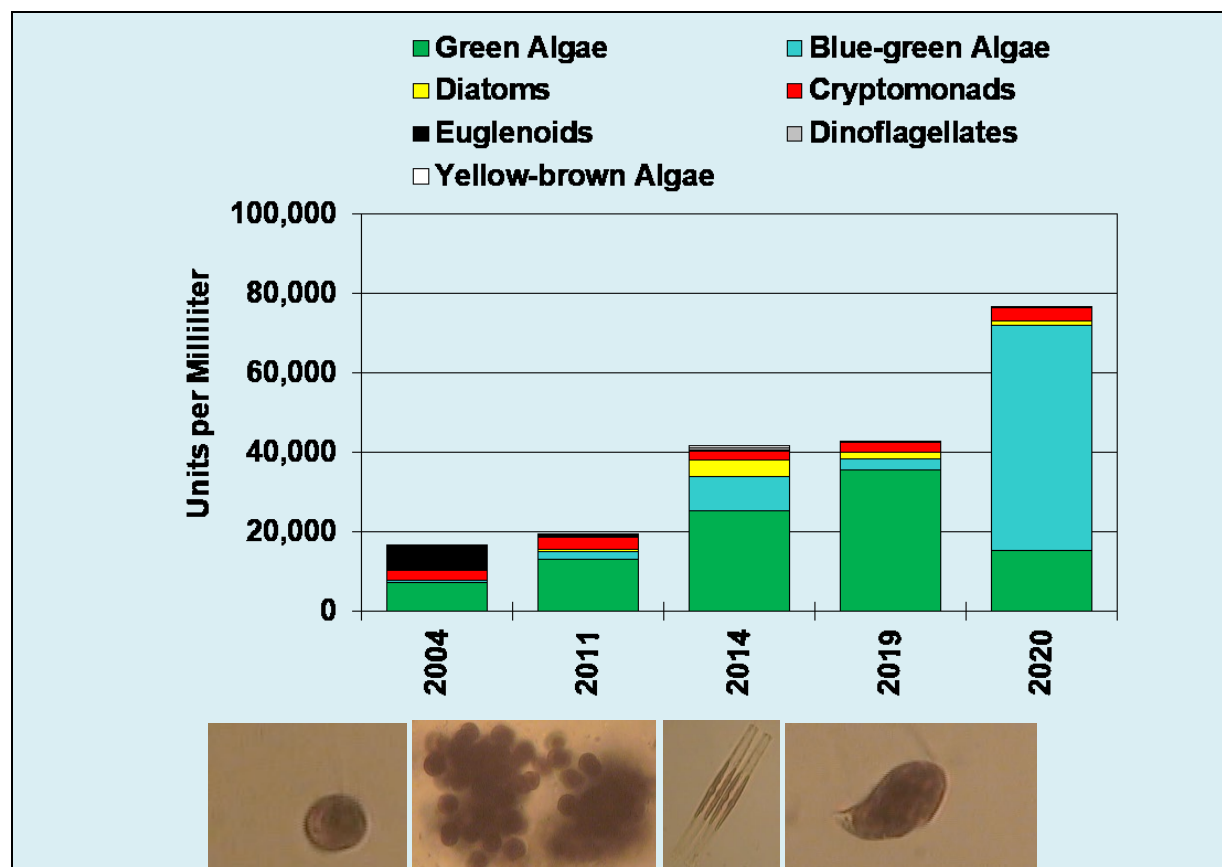 Green Algae
Blue-green Algae
Diatoms
Cryptomonads
Euglenoids
Dinoflagellates
Yellow-brown Algae
Units per Milliliter
100,000
80,000
60,000
40,000
20,000
0
2004
2011
2014
2019
2020